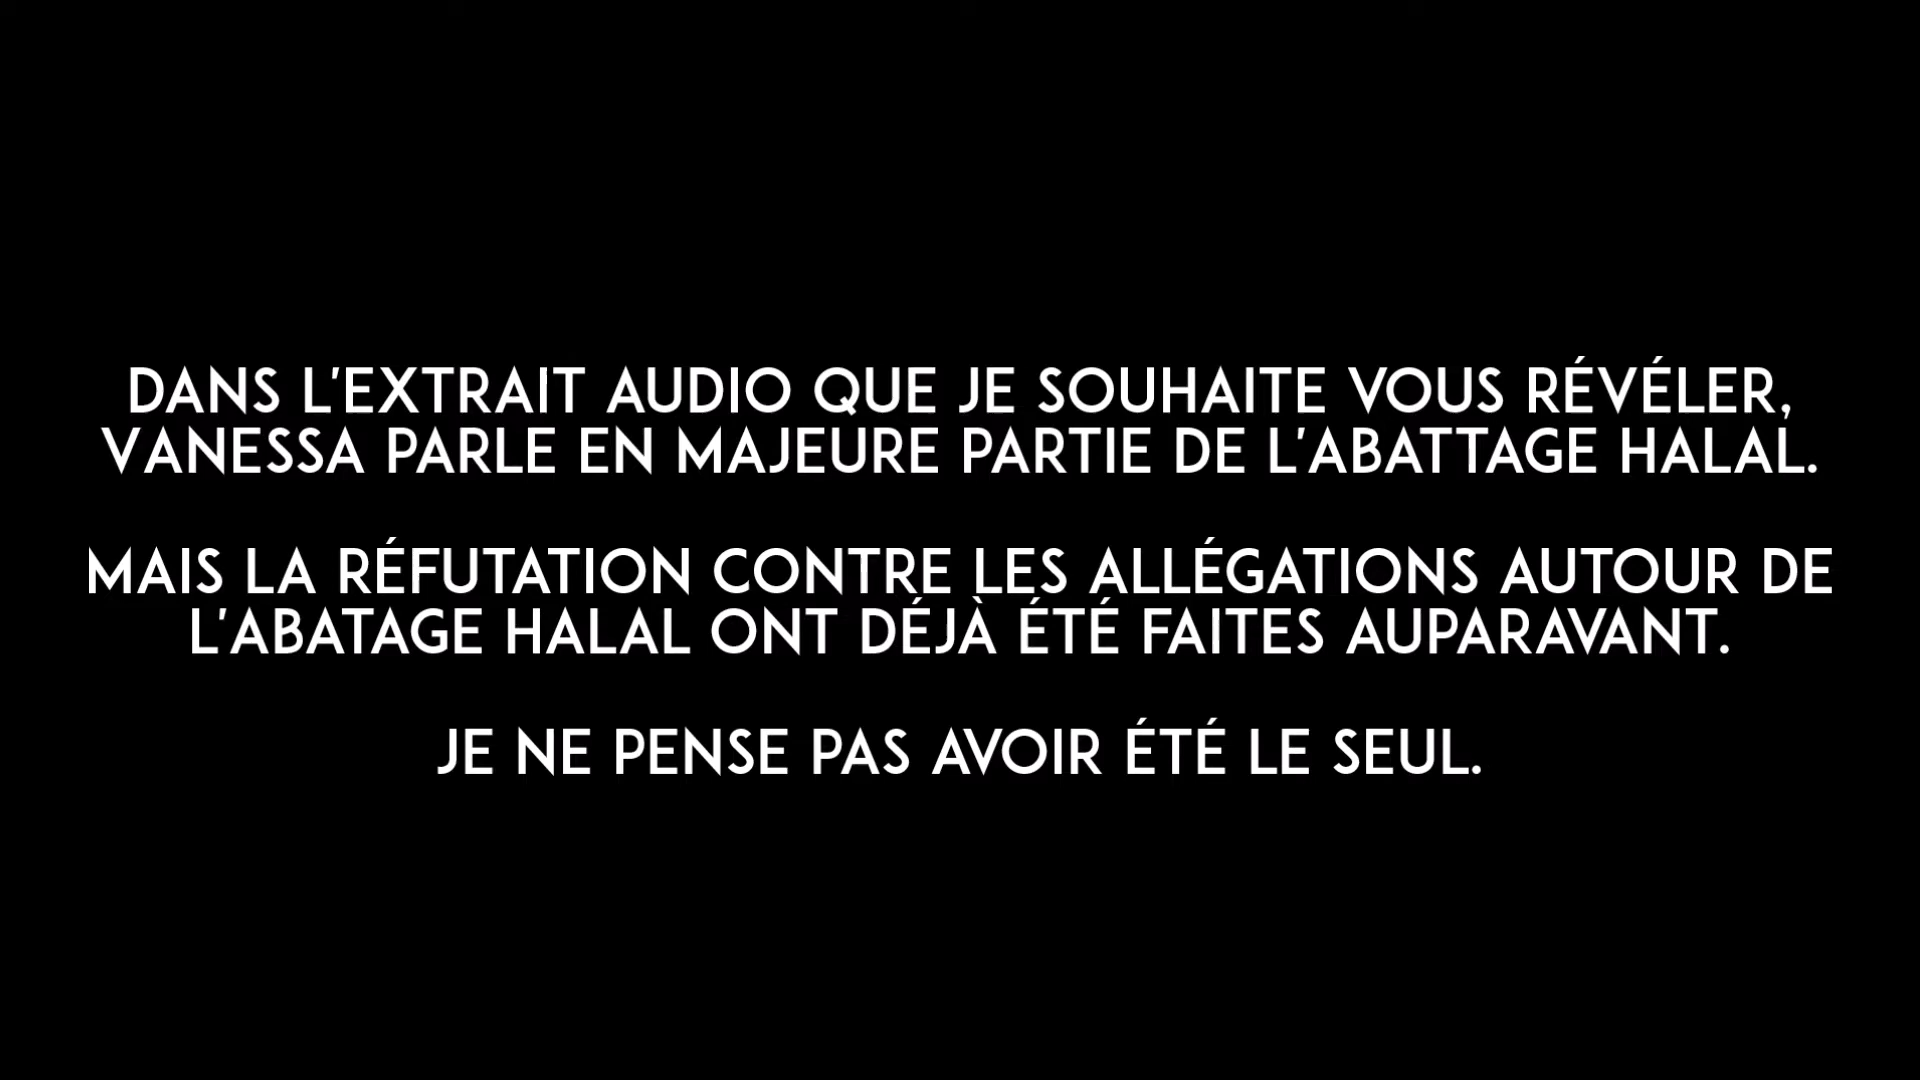 DANS L'EXTRAIT AUDIO QUE JE SOUHAITE VOUS RÉVÉLER,
VANESSA PARLE EN MAJEURE PARTIE DE L'ABATTAGE HALAL.
MAIS LA RÉFUTATION CONTRE LES ALLÉGATIONS AUTOUR DE
L'ABATAGE HALAL ONT DÉJÀ ÉTÉ FAITES AUPARAVANT.
JE NE PENSE PAS AVOIR ÉTÉ LE SEUL.